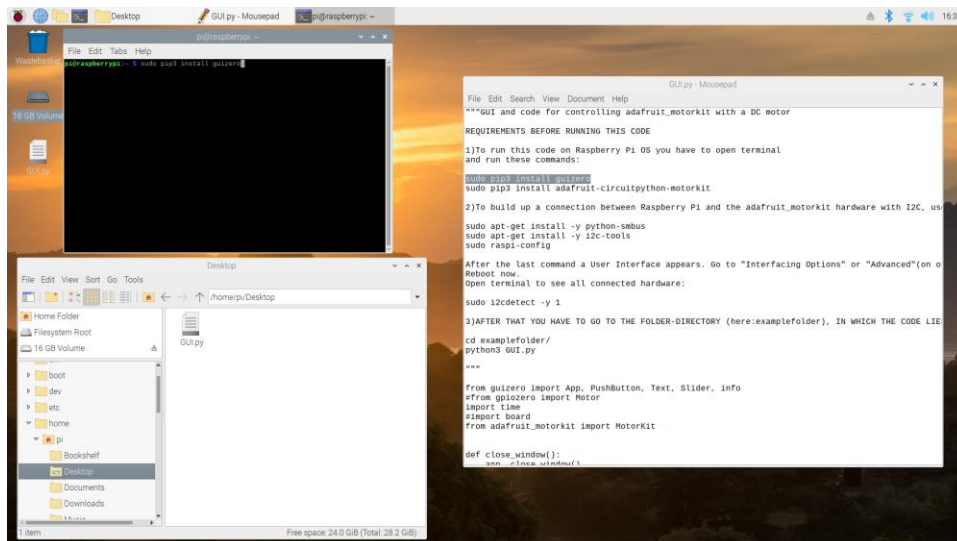 Desktop
GUI.py - Mousepad
pi@raspberrypi: ~
Wastebasket
16 GB Volume
GUI.py
pi@raspberrypi: ~
File Edit Tabs Help
pi@raspberrypi:~ $ sudo pip3 install guizero
GUI.py - Mousepad
File Edit Search View Document Help
"""GUI and code for controlling adafruit_motorkit with a DC motor
REQUIREMENTS BEFORE RUNNING THIS CODE
1)To run this code on Raspberry Pi OS you have to open terminal
and run these commands:
sudo pip3 install guizero
sudo pip3 install adafruit-circuitpython-motorkit
2)To build up a connection between Raspberry Pi and the adafruit_motorkit hardware with I2C, us
sudo apt-get install -y python-smbus
sudo apt-get install -y i2c-tools
sudo raspi-config
After the last command a User Interface appears. Go to "Interfacing Options" or "Advanced"(on o
Reboot now.
Open terminal to see all connected hardware:
sudo i2cdetect -y 1
3)AFTER THAT YOU HAVE TO GO TO THE FOLDER-DIRECTORY (here:examplefolder), IN WHICH THE CODE LIE
cd examplefolder/
python3 GUI.py
"""
from guizero import App, PushButton, Text, Slider, info
#from gpiozero import Motor
import time
#import board
from adafruit_motorkit import MotorKit
def close_window():
Desktop
File Edit View Sort Go Tools
/home/pi/Desktop
Home Folder
Filesystem Root
16 GB Volume
boot
dev
etc
home
pi
Bookshelf
Desktop
Documents
Downloads
GUI.py
1 item
Free space: 24.0 GiB (Total: 28.2 GiB)